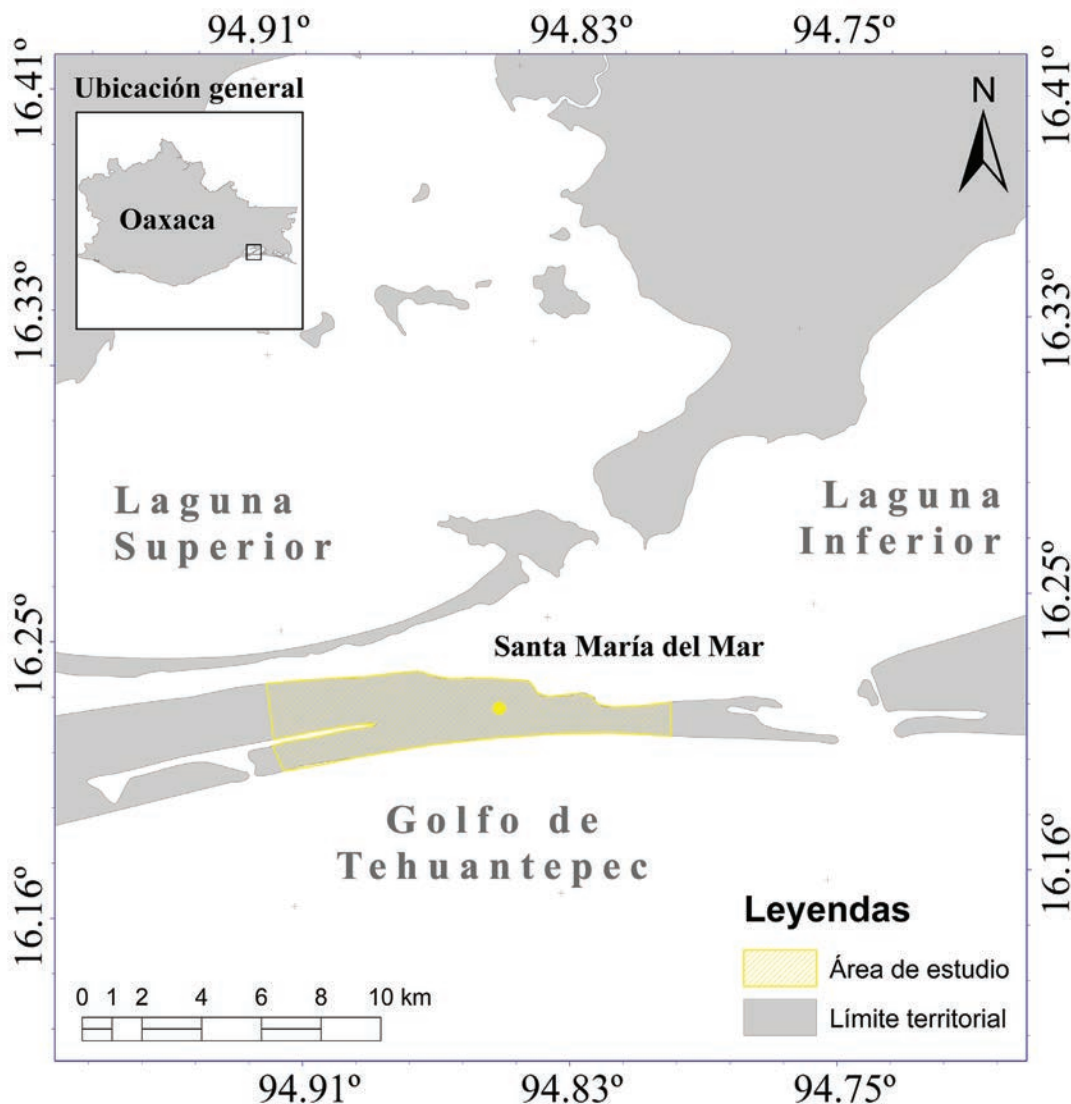 94.91º 94.83º 94.75º
16.41º
16.41º
Ubicación general
N
Oaxaca
16.33º
16.33º
Laguna
Superior
Laguna
Inferior
16.25º
16.25º
Santa María del Mar
Golfo de
Tehuantepec
16.16º
16.16º
Leyendas
Área de estudio
Límite territorial
0 1 2 4 6 8 10 km
94.91º 94.83º 94.75º